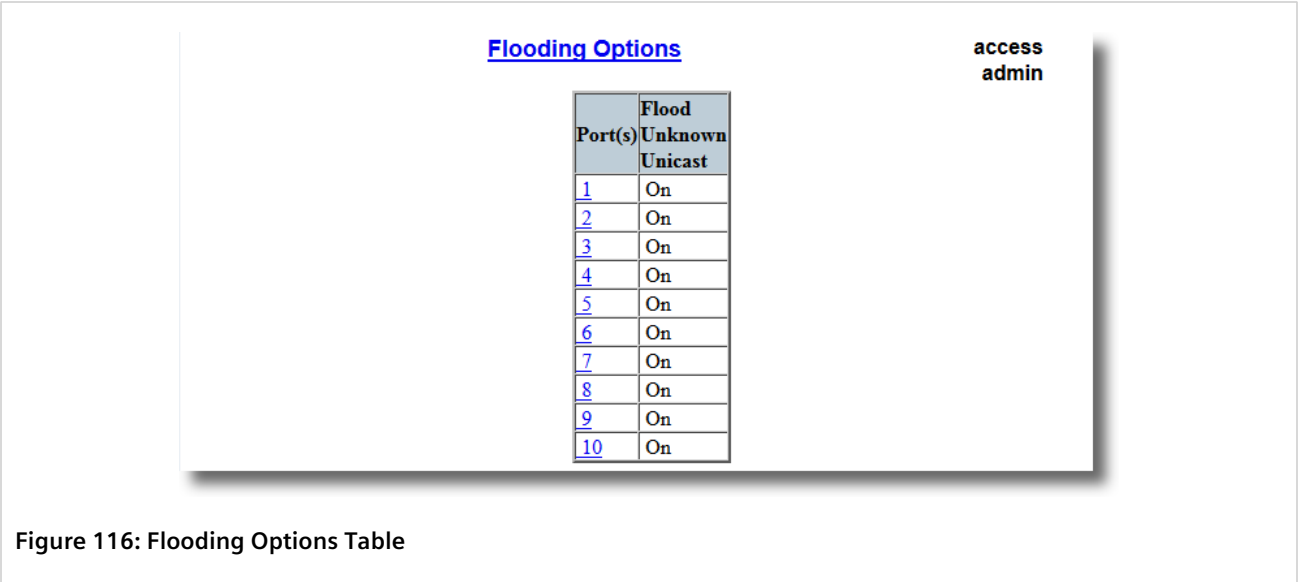 Flooding Options
access
admin
Port(s)
Flood
Unknown
Unicast
1 On
2 On
3 On
4 On
5 On
6 On
7 On
8 On
9 On
10 On
Figure 116: Flooding Options Table